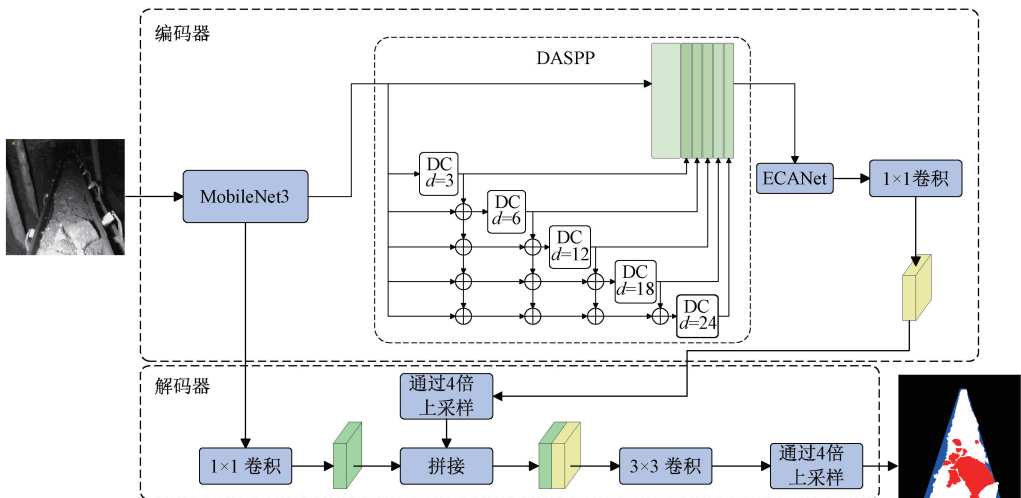 编码器
DASPP
DC
d=3
DC
d=6
DC
d=12
DC
d=18
DC
d=24
MobileNet3
ECANet
1×1卷积
解码器
通过4倍
上采样
1×1 卷积
拼接
3×3 卷积
通过4倍
上采样